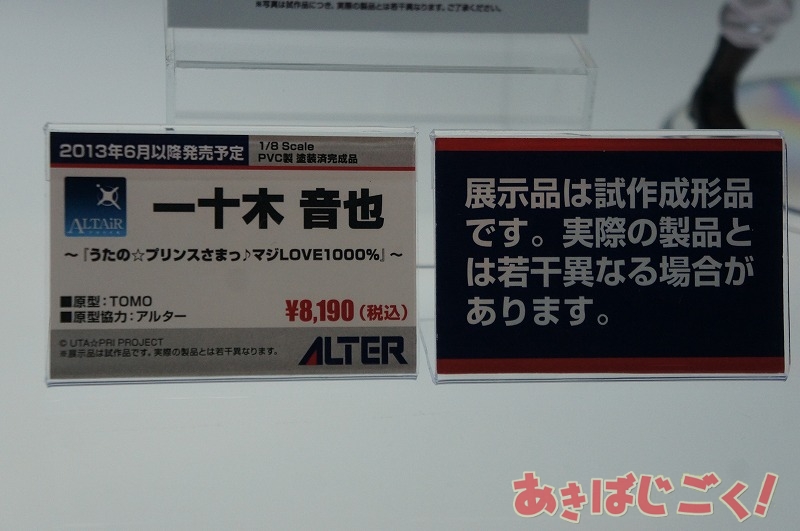 ※写真は試作品につき、実際の製品とは若干異なります。ご了承ください。
2013年6月以降発売予定
1/8 Scale
PVC製 塗装済完成品
ALTAiR
一十木 音也
～『うたの☆プリンスさまっ♪マジLOVE1000%』～
■原型：TOMO
■原型協力：アルター
¥8,190（税込）
© UTA☆PRI PROJECT
※展示品は試作品です。実際の製品とは若干異なります。
ALTER
展示品は試作成形品
です。実際の製品と
は若干異なる場合が
あります。
あきばじごく！